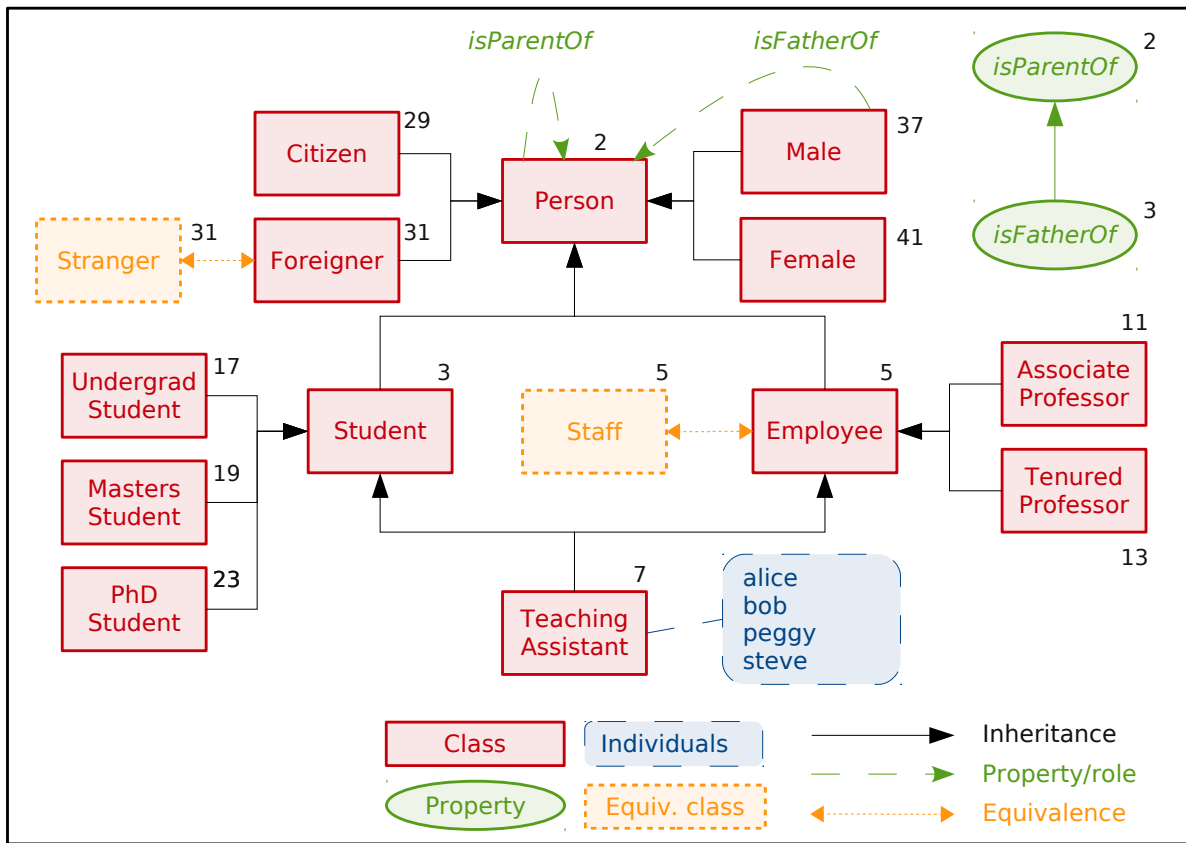 isParentOf
isFatherOf
2
isParentOf
29
Citizen
2
Person
37
Male
31
Stranger
31
Foreigner
41
Female
3
isFatherOf
17
Undergrad
Student
3
Student
5
Staff
5
Employee
11
Associate
Professor
19
Masters
Student
Tenured
Professor
13
23
PhD
Student
7
Teaching
Assistant
alice
bob
peggy
steve
Class
Individuals
Inheritance
Property/role
Property
Equiv. class
Equivalence